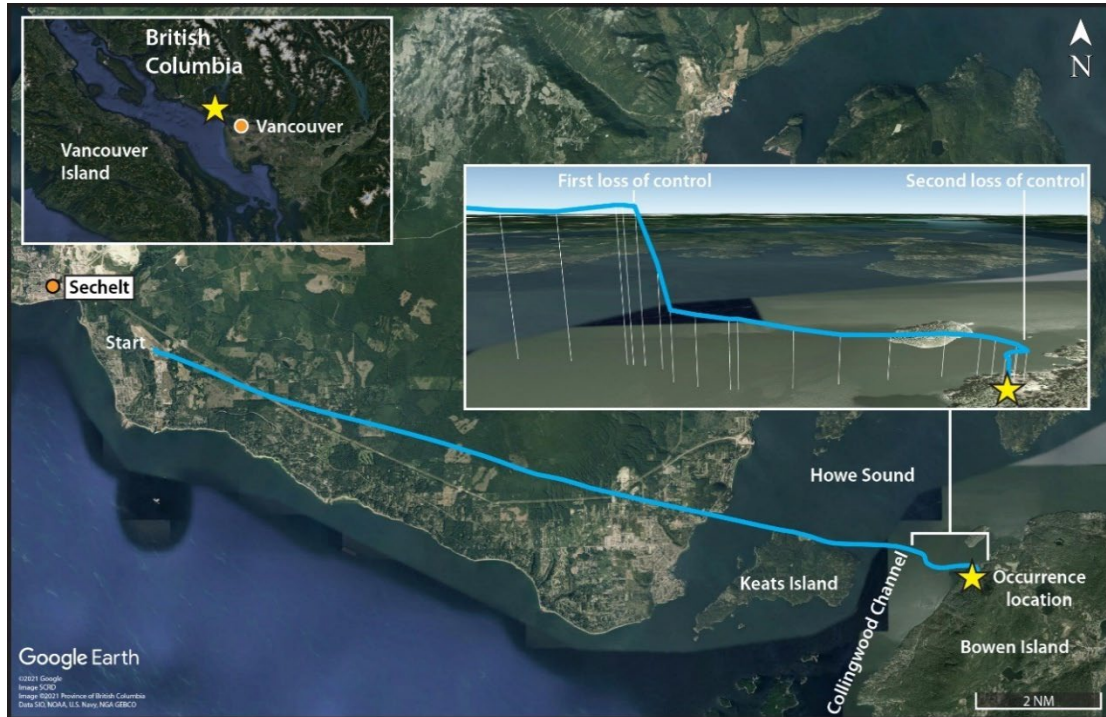 British
Columbia
Vancouver
Vancouver
Island
N
First loss of control
Second loss of control
Sechelt
Start
Howe Sound
Keats Island
Collingwood Channel
Occurrence
location
Bowen Island
Google Earth
©2021 Google
Image SCRD
Image ©2021 Province of British Columbia
Data SIO, NOAA, U.S. Navy, NGA GEBCO
2 NM